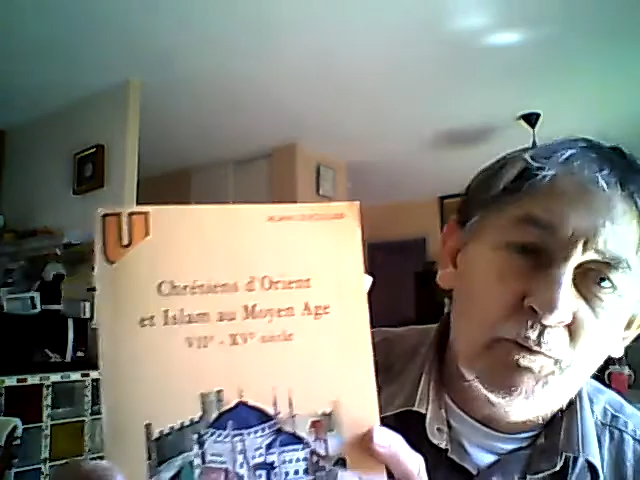 U
Chrétiens d'Orient
et Islam au Moyen Age
VIIe - XVe siècle